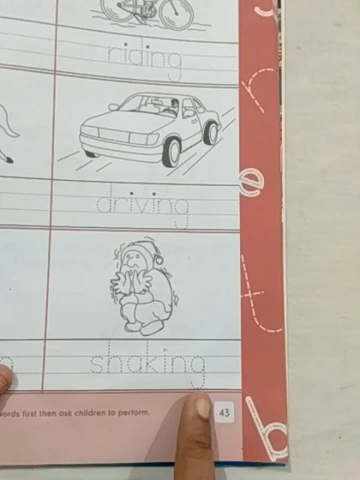 riding
driving
shaking
words first then ask children to perform.
43